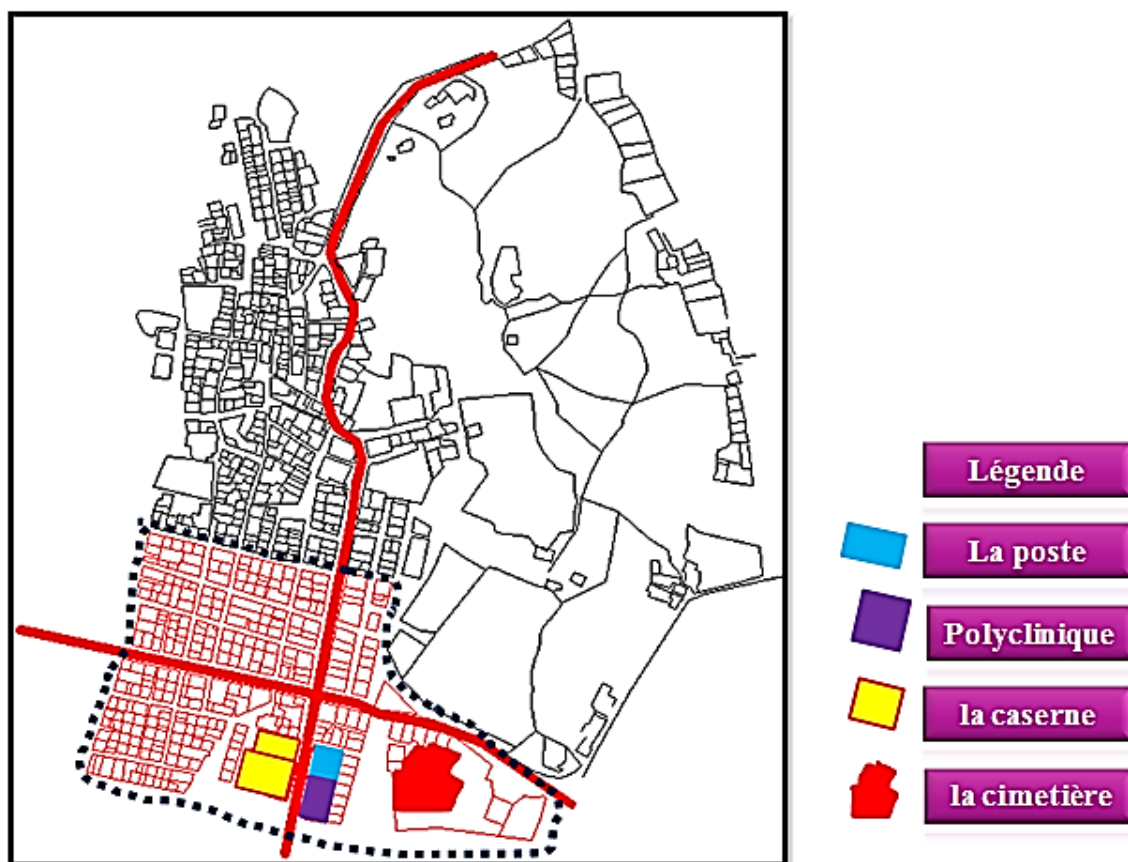 Légende
La poste
Polyclinique
la caserne
la cimetière